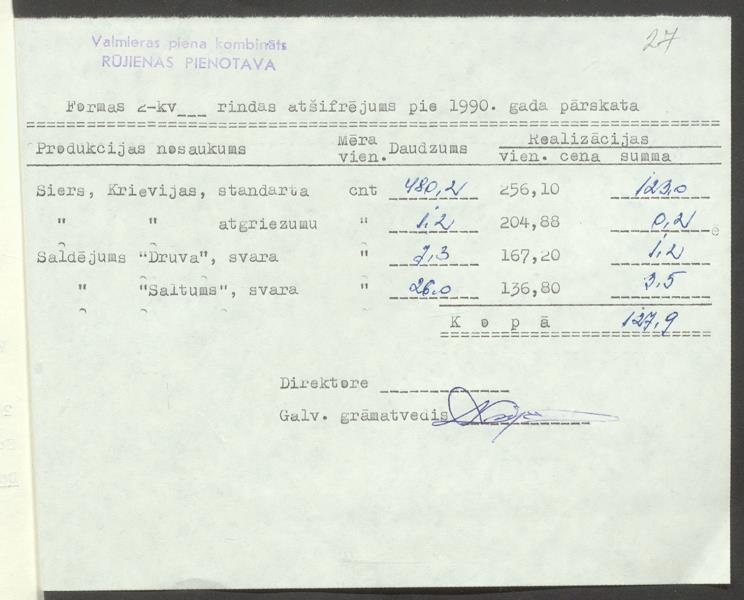 Valmieras piena kombināts
RŪJIENAS PIENOTAVA
27
Formas 2-kv___ rindas atšifrējums pie 1990. gada pārskata
Produkcijas nosaukums Mēra vien. Daudzums Realizācijas
vien. cena summa
Siers, Krievijas, standarta cnt 480,2 256,10 123,0
" " atgriezumu " 1,2 204,88 0,2
Saldējums "Druva", svara " 7,3 167,20 1,2
" "Saltums", svara " 26,0 136,80 3,5
K o p ā 127,9
Direktore
Galv. grāmatvedis